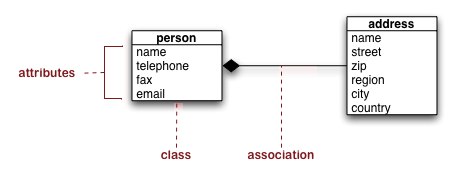 person
name
telephone
fax
email
address
name
street
zip
region
city
country
attributes
class
association